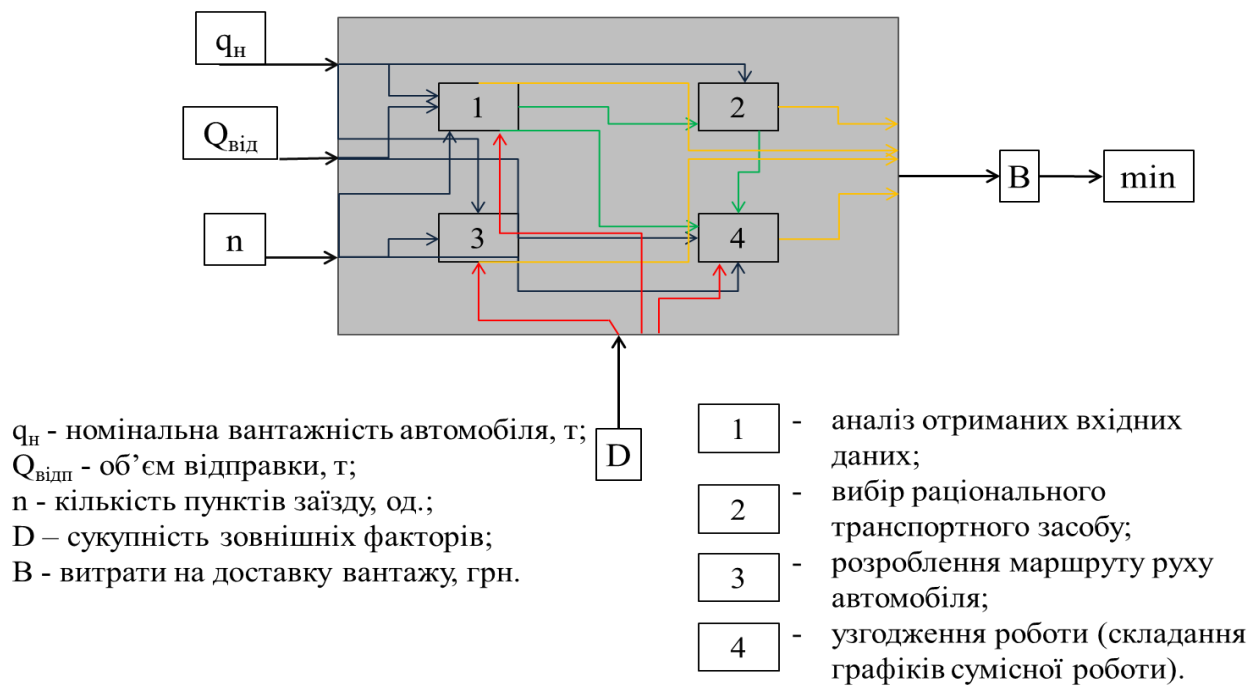 qн
Qвід
n
1
2
3
4
B
min
D
qн - номінальна вантажність автомобіля, т;
Qвідп - об’єм відправки, т;
n - кількість пунктів заїзду, од.;
D – сукупність зовнішніх факторів;
B - витрати на доставку вантажу, грн.
1 - аналіз отриманих вхідних
даних;
2 - вибір раціонального
транспортного засобу;
3 - розроблення маршруту руху
автомобіля;
4 - узгодження роботи (складання
графіків сумісної роботи).